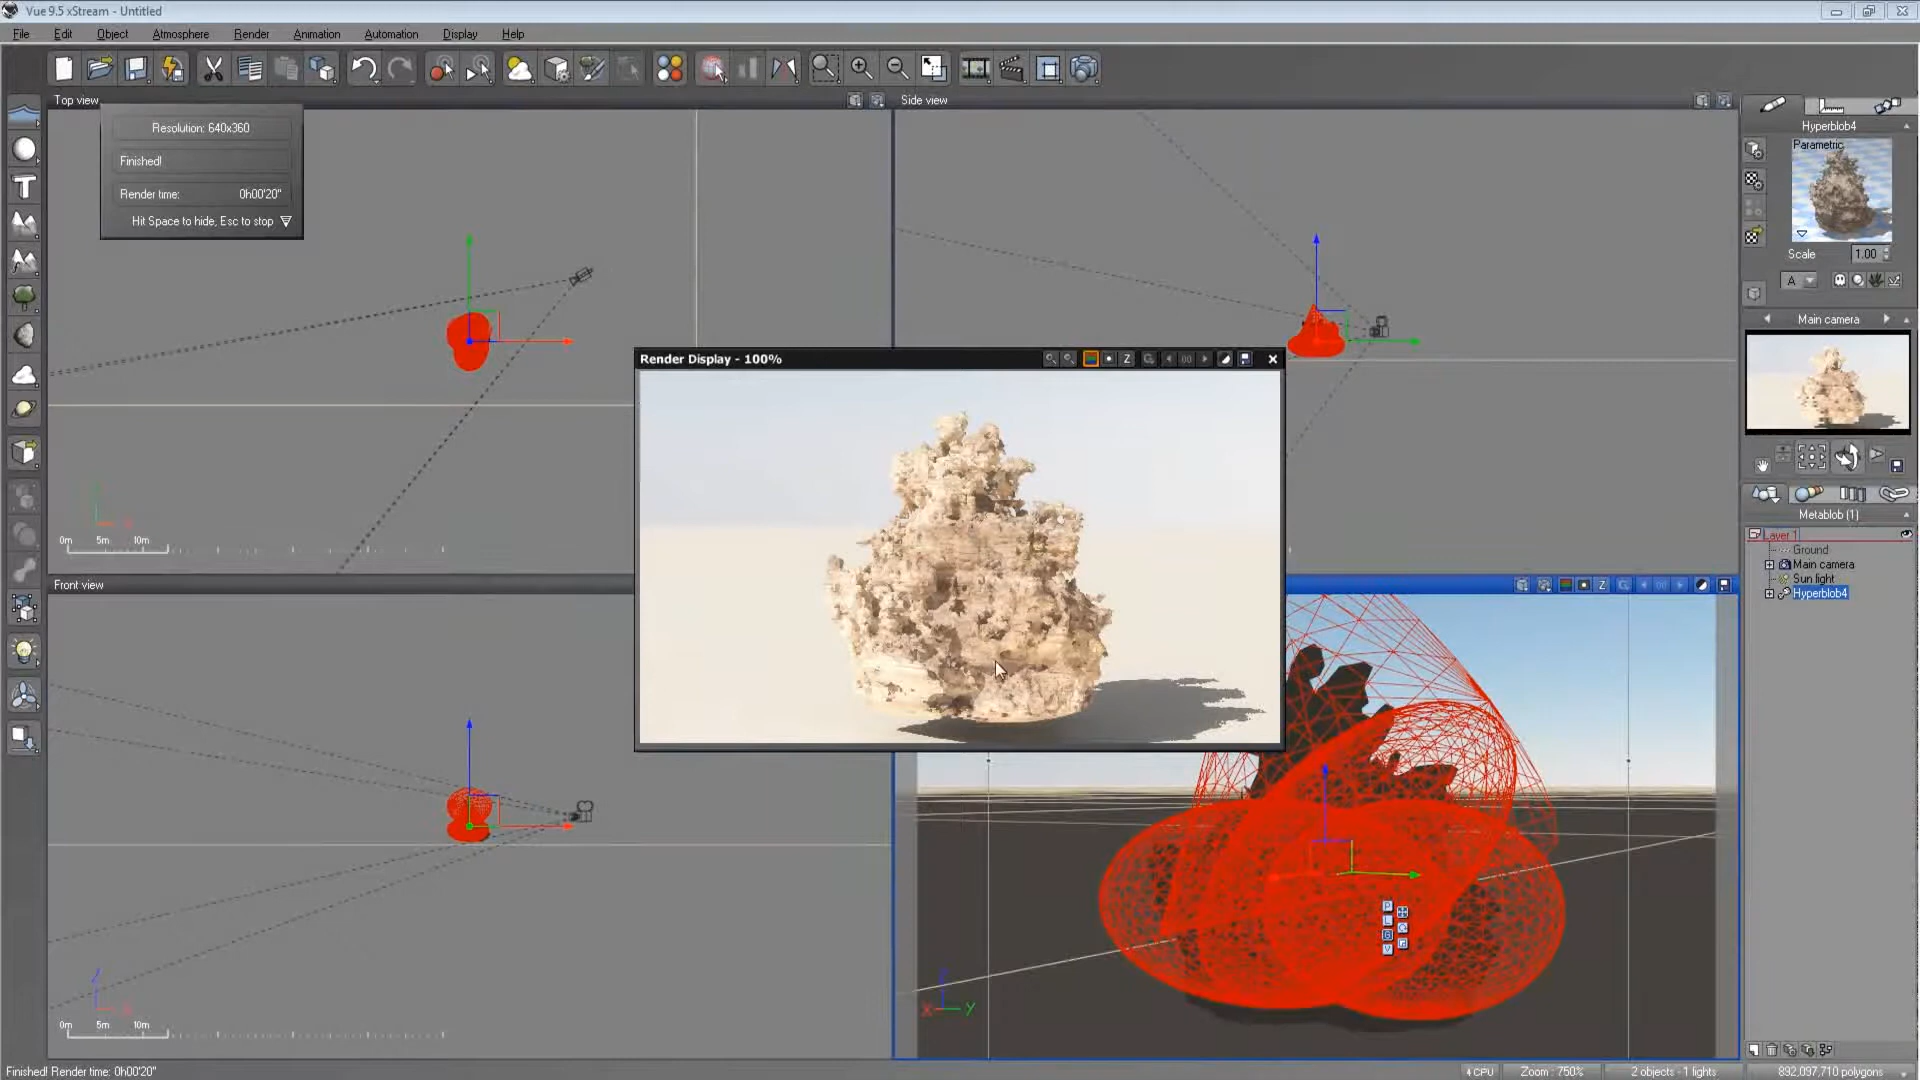 Vue 9.5 xStream - Untitled
File Edit Object Atmosphere Render Animation Automation Display Help
Top view
Side view
Resolution: 640x360
Finished!
Render time: 0h00'20"
Hit Space to hide, Esc to stop
0m 5m 10m
Render Display - 100%
Z
Front view
Z
0m 5m 10m
X
Y
P
L
Hyperblob4
Parametric
Scale 1.00
A
Main camera
Metablob (1)
Layer 1
Ground
Main camera
Sun light
Hyperblob4
Finished! Render time: 0h00'20"
4 CPU
Zoom : 750%
2 objects - 1 lights
892,097,710 polygons